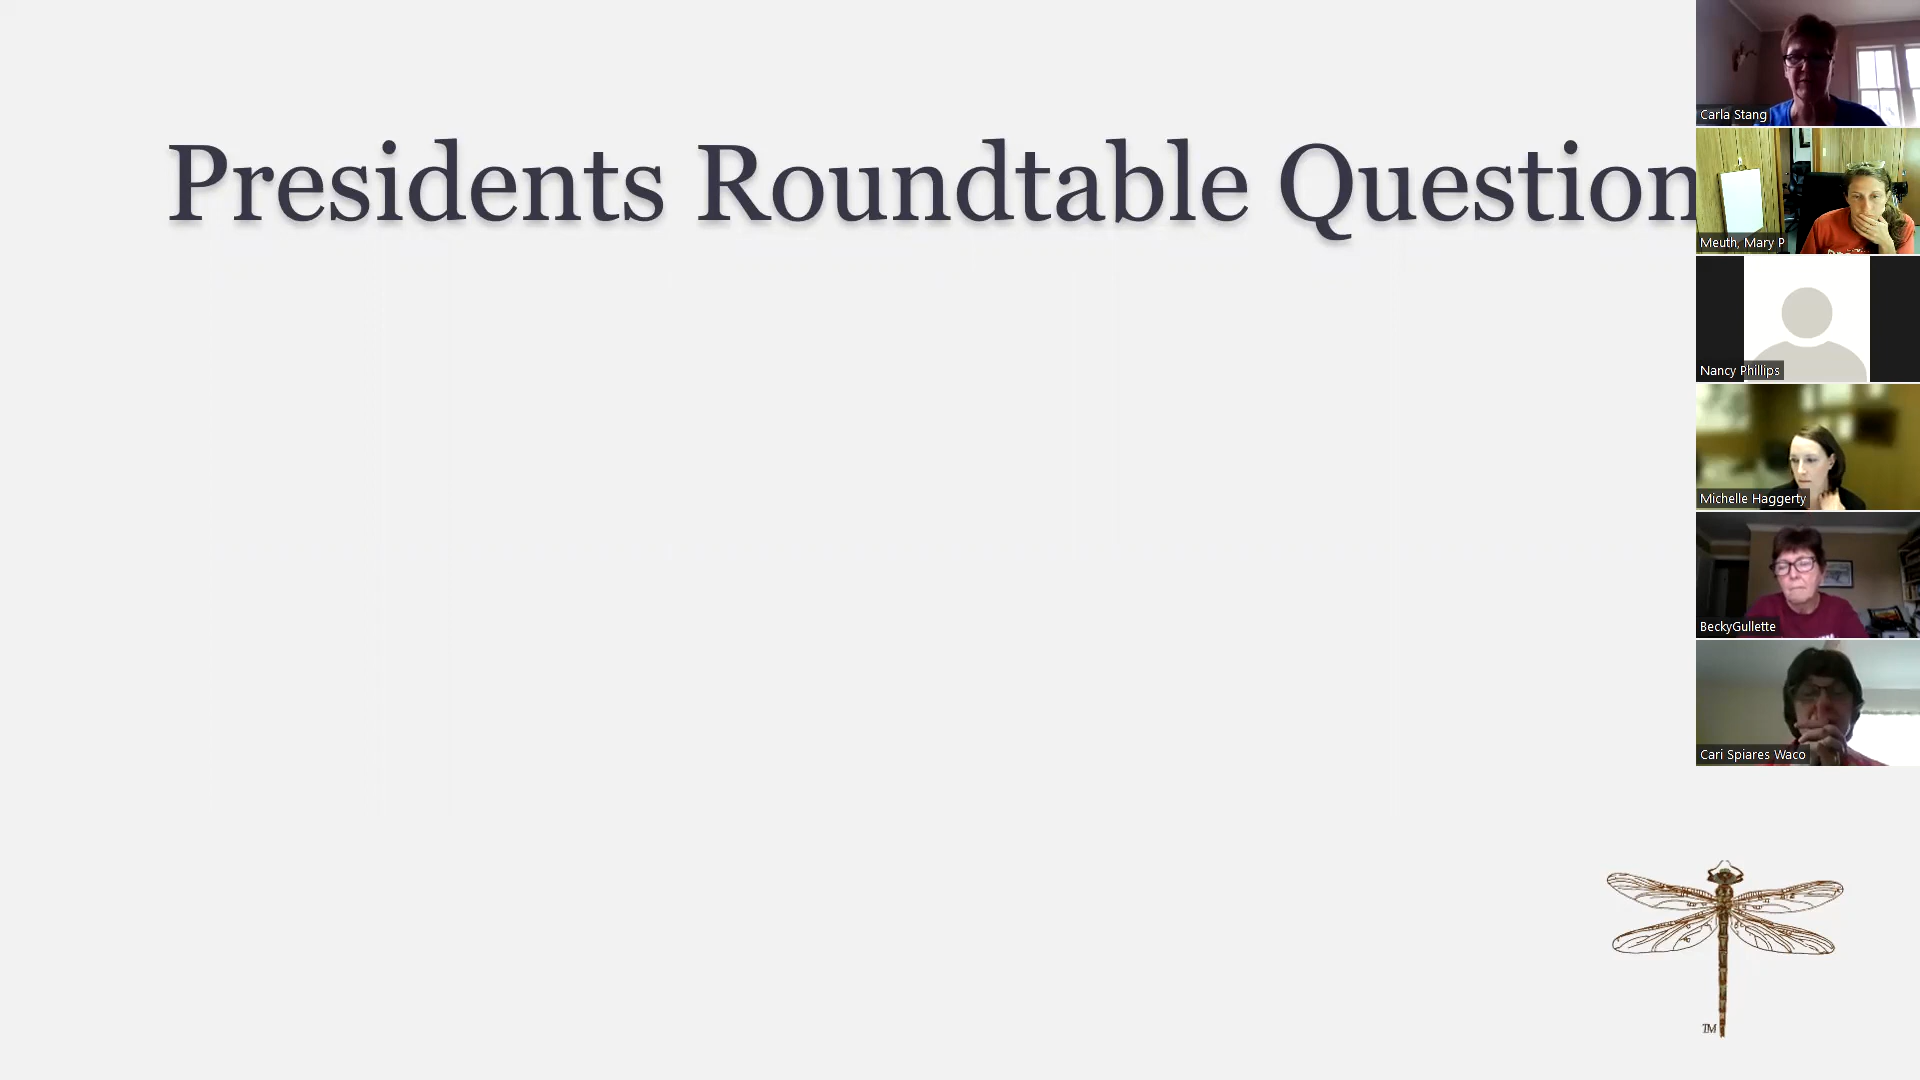 Presidents Roundtable Question
Carla Stang
Meuth, Mary P
Nancy Phillips
Michelle Haggerty
BeckyGullette
Cari Spiares Waco
TM